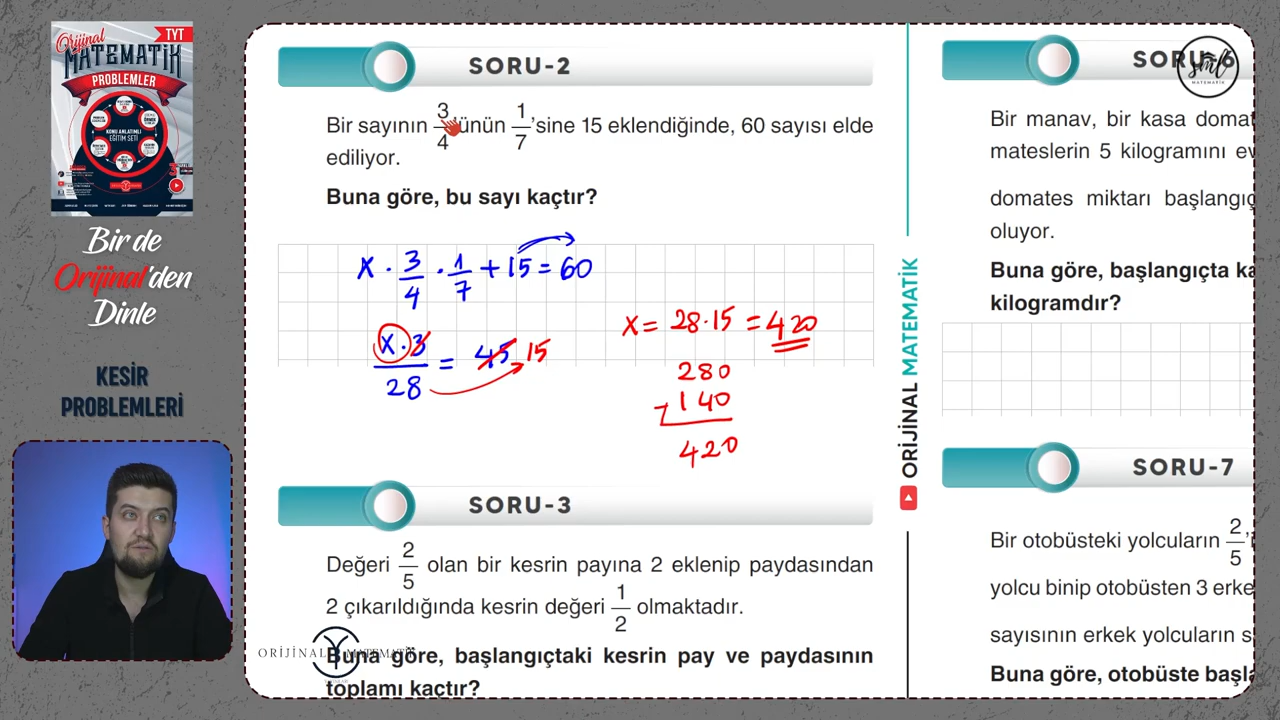 TYT
Orijinal
MATEMATİK
PROBLEMLER
KONU ANLATIMLI
EĞİTİM SETİ
Bir de
Orijinal'den
Dinle
KESİR
PROBLEMLERİ
SORU-2
Bir sayının 3/4'ünün 1/7'sine 15 eklendiğinde, 60 sayısı elde
ediliyor.
Buna göre, bu sayı kaçtır?
x · 3/4 · 1/7 + 15 = 60
x · 3/28 = 45 15
x = 28 · 15 = 420
280
+ 140
420
SORU-3
Değeri 2/5 olan bir kesrin payına 2 eklenip paydasından
2 çıkarıldığında kesrin değeri 1/2 olmaktadır.
Buna göre, başlangıçtaki kesrin pay ve paydasının
toplamı kaçtır?
ORİJİNAL MATEMATİK
ORİJİNAL MATEMATİK
SORU-6
MATEMATİK
Bir manav, bir kasa domat
mateslerin 5 kilogramını ev
domates miktarı başlangıç
oluyor.
Buna göre, başlangıçta ka
kilogramdır?
SORU-7
Bir otobüsteki yolcuların 2/5'i
yolcu binip otobüsten 3 erke
sayısının erkek yolcuların s
Buna göre, otobüste başla